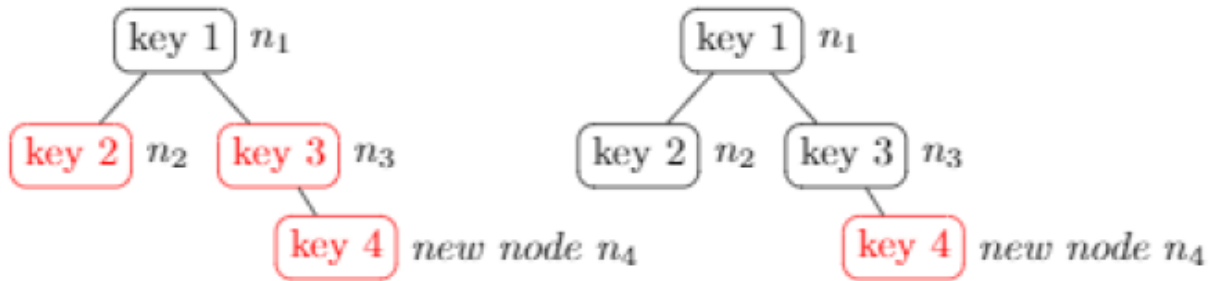 key 1 n₁ key 1 n₁
key 2 n₂ key 3 n₃ key 2 n₂ key 3 n₃
key 4 new node n₄ key 4 new node n₄